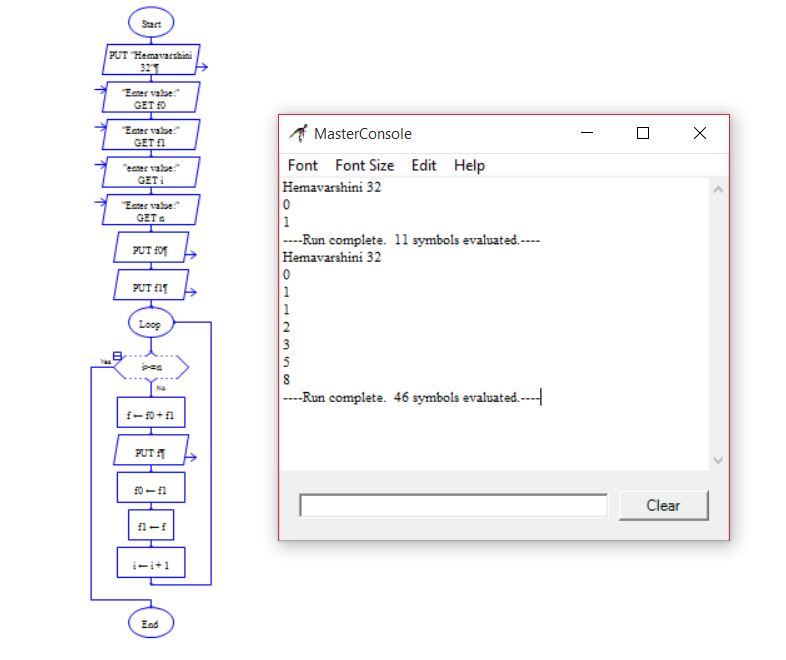 Start
PUT "Hemavarshini
32"¶
"Enter value:"
GET f0
"Enter value:"
GET f1
"enter value:"
GET i
"Enter value:"
GET n
PUT f0¶
PUT f1¶
Loop
Yes
i>=n
No
f ← f0 + f1
PUT f¶
f0 ← f1
f1 ← f
i ← i + 1
End
MasterConsole
Font Font Size Edit Help
Hemavarshini 32
0
1
----Run complete. 11 symbols evaluated.----
Hemavarshini 32
0
1
1
2
3
5
8
----Run complete. 46 symbols evaluated.----
Clear